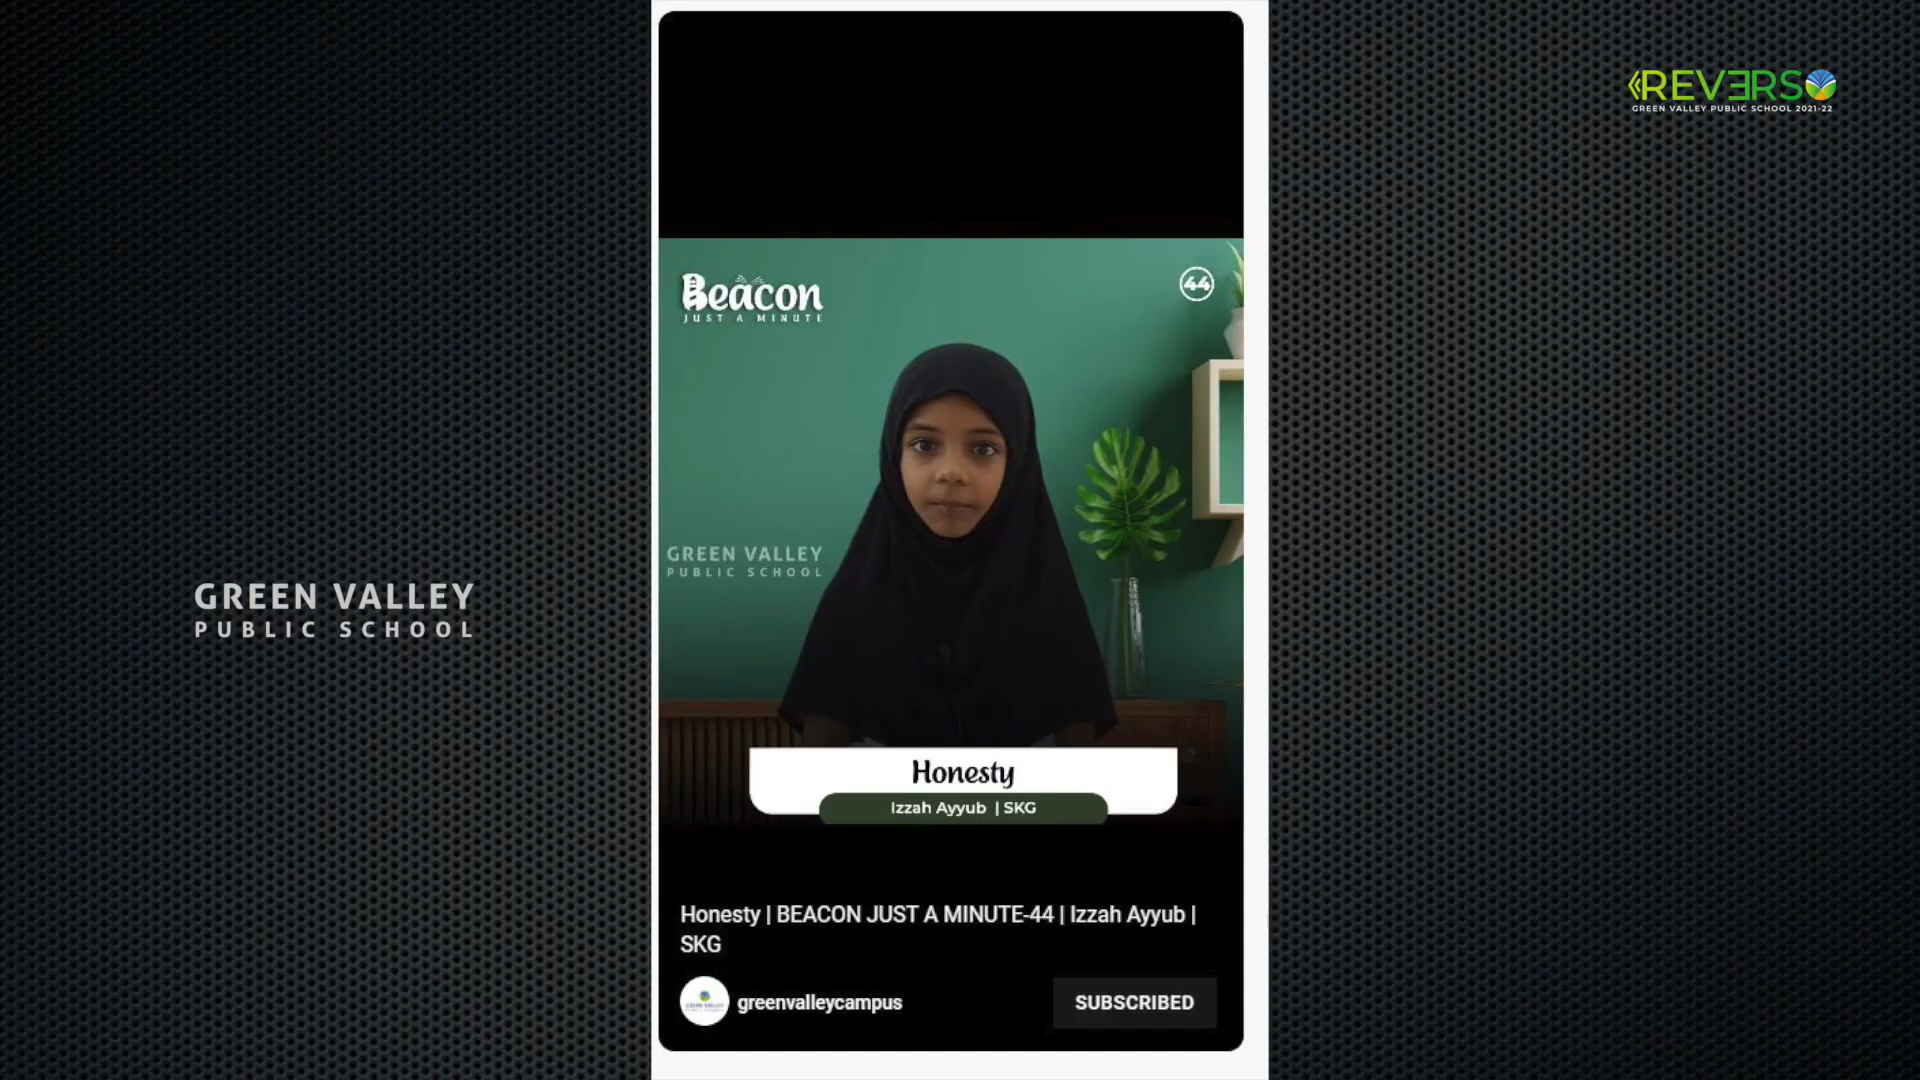 REVERSO
GREEN VALLEY PUBLIC SCHOOL 2021-22
Beacon
JUST A MINUTE
44
GREEN VALLEY
PUBLIC SCHOOL
GREEN VALLEY
PUBLIC SCHOOL
Honesty
Izzah Ayyub | SKG
Honesty | BEACON JUST A MINUTE-44 | Izzah Ayyub |
SKG
greenvalleycampus
SUBSCRIBED